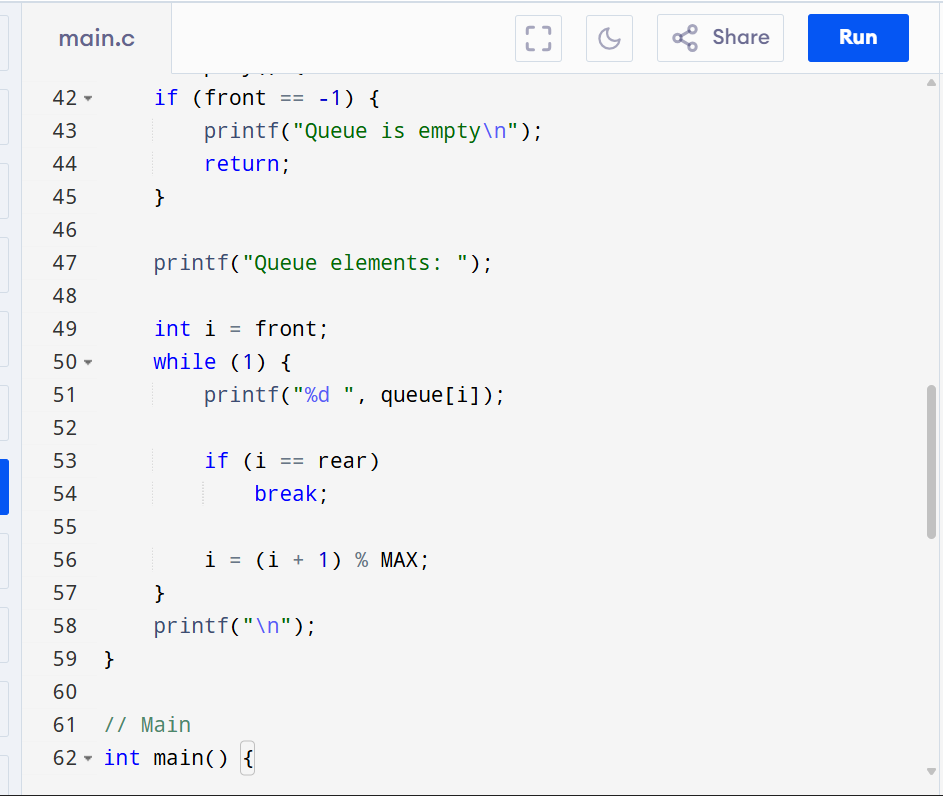 main.c
Share
Run
42 if (front == -1) {
43 printf("Queue is empty\n");
44 return;
45 }
46
47 printf("Queue elements: ");
48
49 int i = front;
50 while (1) {
51 printf("%d ", queue[i]);
52
53 if (i == rear)
54 break;
55
56 i = (i + 1) % MAX;
57 }
58 printf("\n");
59 }
60
61 // Main
62 int main() {